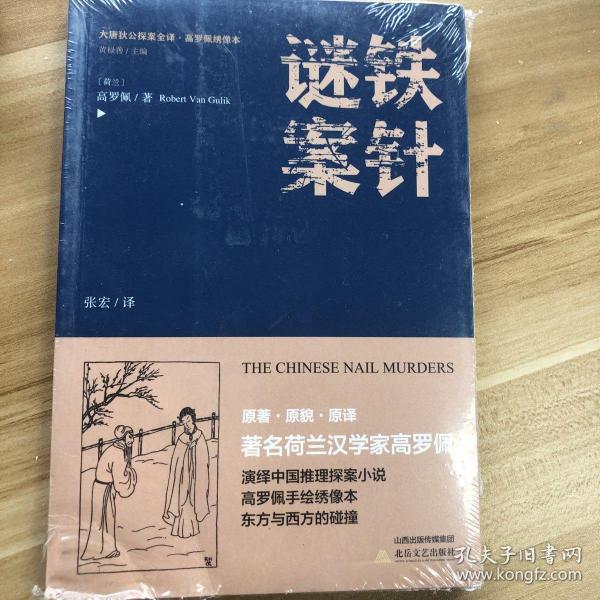 大唐狄公探案全译·高罗佩绣像本
黄禄善/主编
[荷兰]
高罗佩/著 Robert Van Gulik
铁针
谜案
张宏/译
THE CHINESE NAIL MURDERS
原著·原貌·原译
著名荷兰汉学家高罗佩
演绎中国推理探案小说
高罗佩手绘绣像本
东方与西方的碰撞
山西出版传媒集团
北岳文艺出版社
孔夫子旧书网
www.kongfz.com